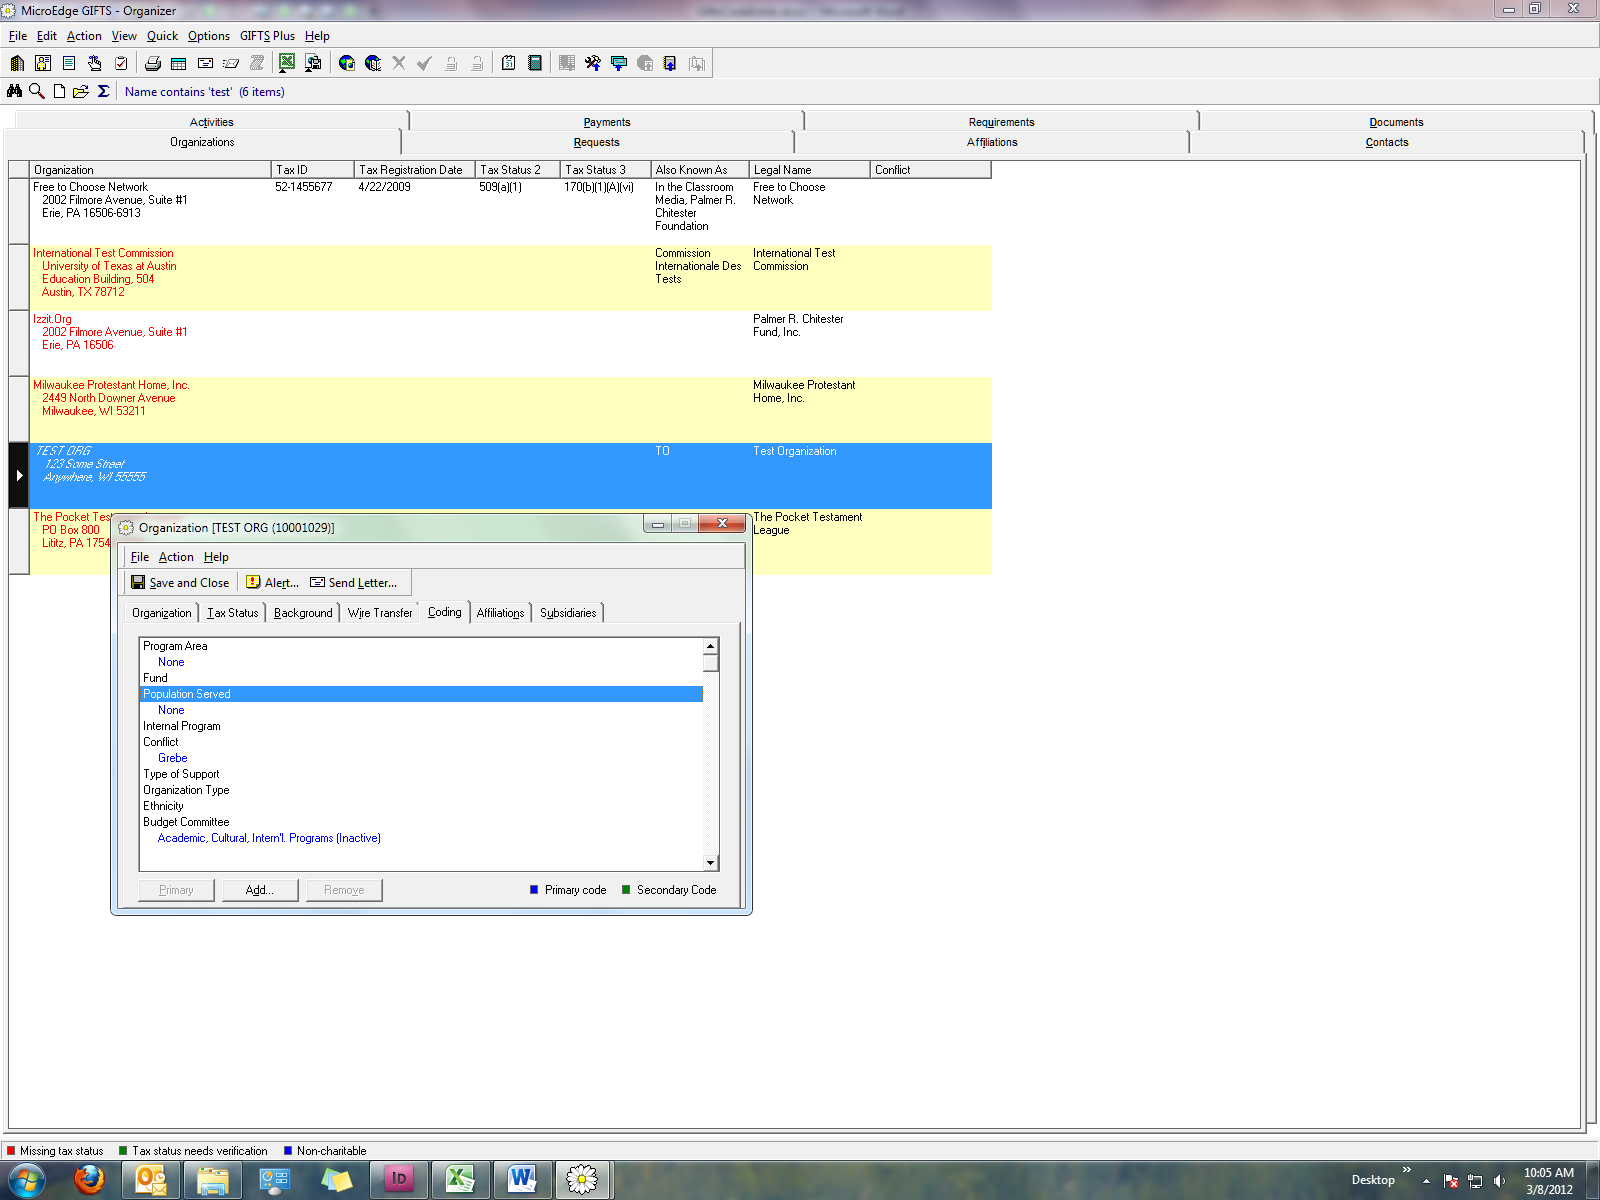 MicroEdge GIFTS - Organizer
File Edit Action View Quick Options GIFTS Plus Help
Name contains 'test' (6 items)
Activities Payments Requirements Documents
Organizations Requests Affiliations Contacts
Organization Tax ID Tax Registration Date Tax Status 2 Tax Status 3 Also Known As Legal Name Conflict
Free to Choose Network 52-1455677 4/22/2009 509(a)(1) 170(b)(1)(A)(vi) In the Classroom Free to Choose
2002 Filmore Avenue, Suite #1 Media, Palmer R. Network
Erie, PA 16506-6913 Chitester
Foundation
International Test Commission Commission International Test
University of Texas at Austin Internationale Des Commission
Education Building, 504 Tests
Austin, TX 78712
Izzit.Org Palmer R. Chitester
2002 Filmore Avenue, Suite #1 Fund, Inc.
Erie, PA 16506
Milwaukee Protestant Home, Inc. Milwaukee Protestant
2449 North Downer Avenue Home, Inc.
Milwaukee, WI 53211
TEST ORG TO Test Organization
123 Some Street
Anywhere, WI 55555
The Pocket Tes The Pocket Testament
PO Box 800 League
Lititz, PA 1754
Organization [TEST ORG (10001029)]
File Action Help
Save and Close Alert... Send Letter...
Organization Tax Status Background Wire Transfer Coding Affiliations Subsidiaries
Program Area
None
Fund
Population Served
None
Internal Program
Conflict
Grebe
Type of Support
Organization Type
Ethnicity
Budget Committee
Academic, Cultural, Intern'l. Programs (Inactive)
Primary Add... Remove Primary code Secondary Code
Missing tax status Tax status needs verification Non-charitable
Desktop » 10:05 AM
3/8/2012